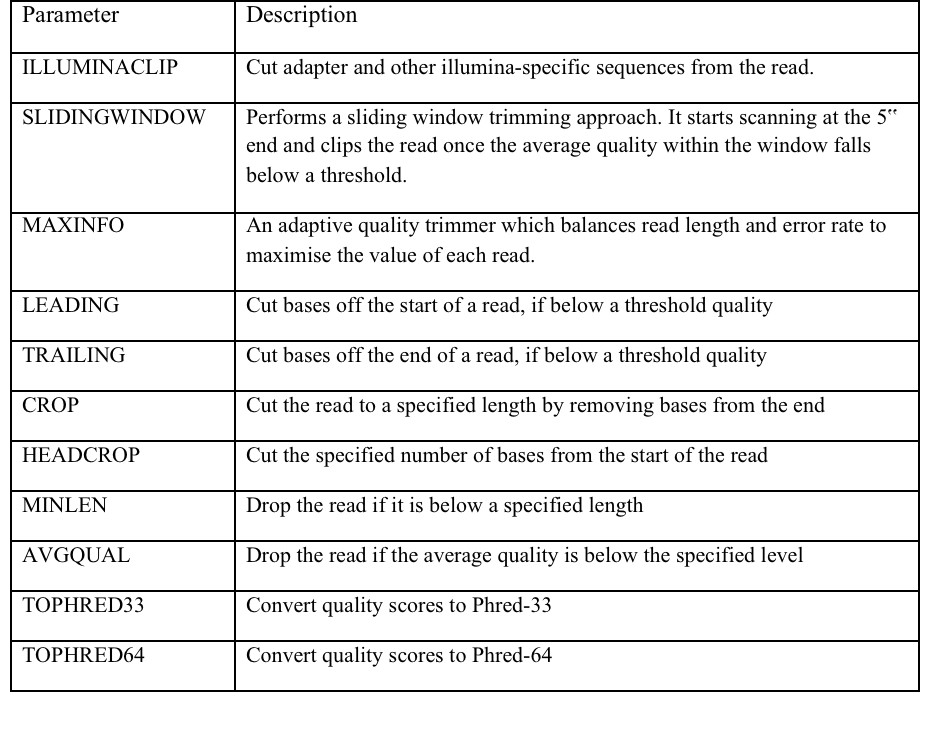 Parameter Description
ILLUMINACLIP Cut adapter and other illumina-specific sequences from the read.
SLIDINGWINDOW Performs a sliding window trimming approach. It starts scanning at the 5‟
end and clips the read once the average quality within the window falls
below a threshold.
MAXINFO An adaptive quality trimmer which balances read length and error rate to
maximise the value of each read.
LEADING Cut bases off the start of a read, if below a threshold quality
TRAILING Cut bases off the end of a read, if below a threshold quality
CROP Cut the read to a specified length by removing bases from the end
HEADCROP Cut the specified number of bases from the start of the read
MINLEN Drop the read if it is below a specified length
AVGQUAL Drop the read if the average quality is below the specified level
TOPHRED33 Convert quality scores to Phred-33
TOPHRED64 Convert quality scores to Phred-64